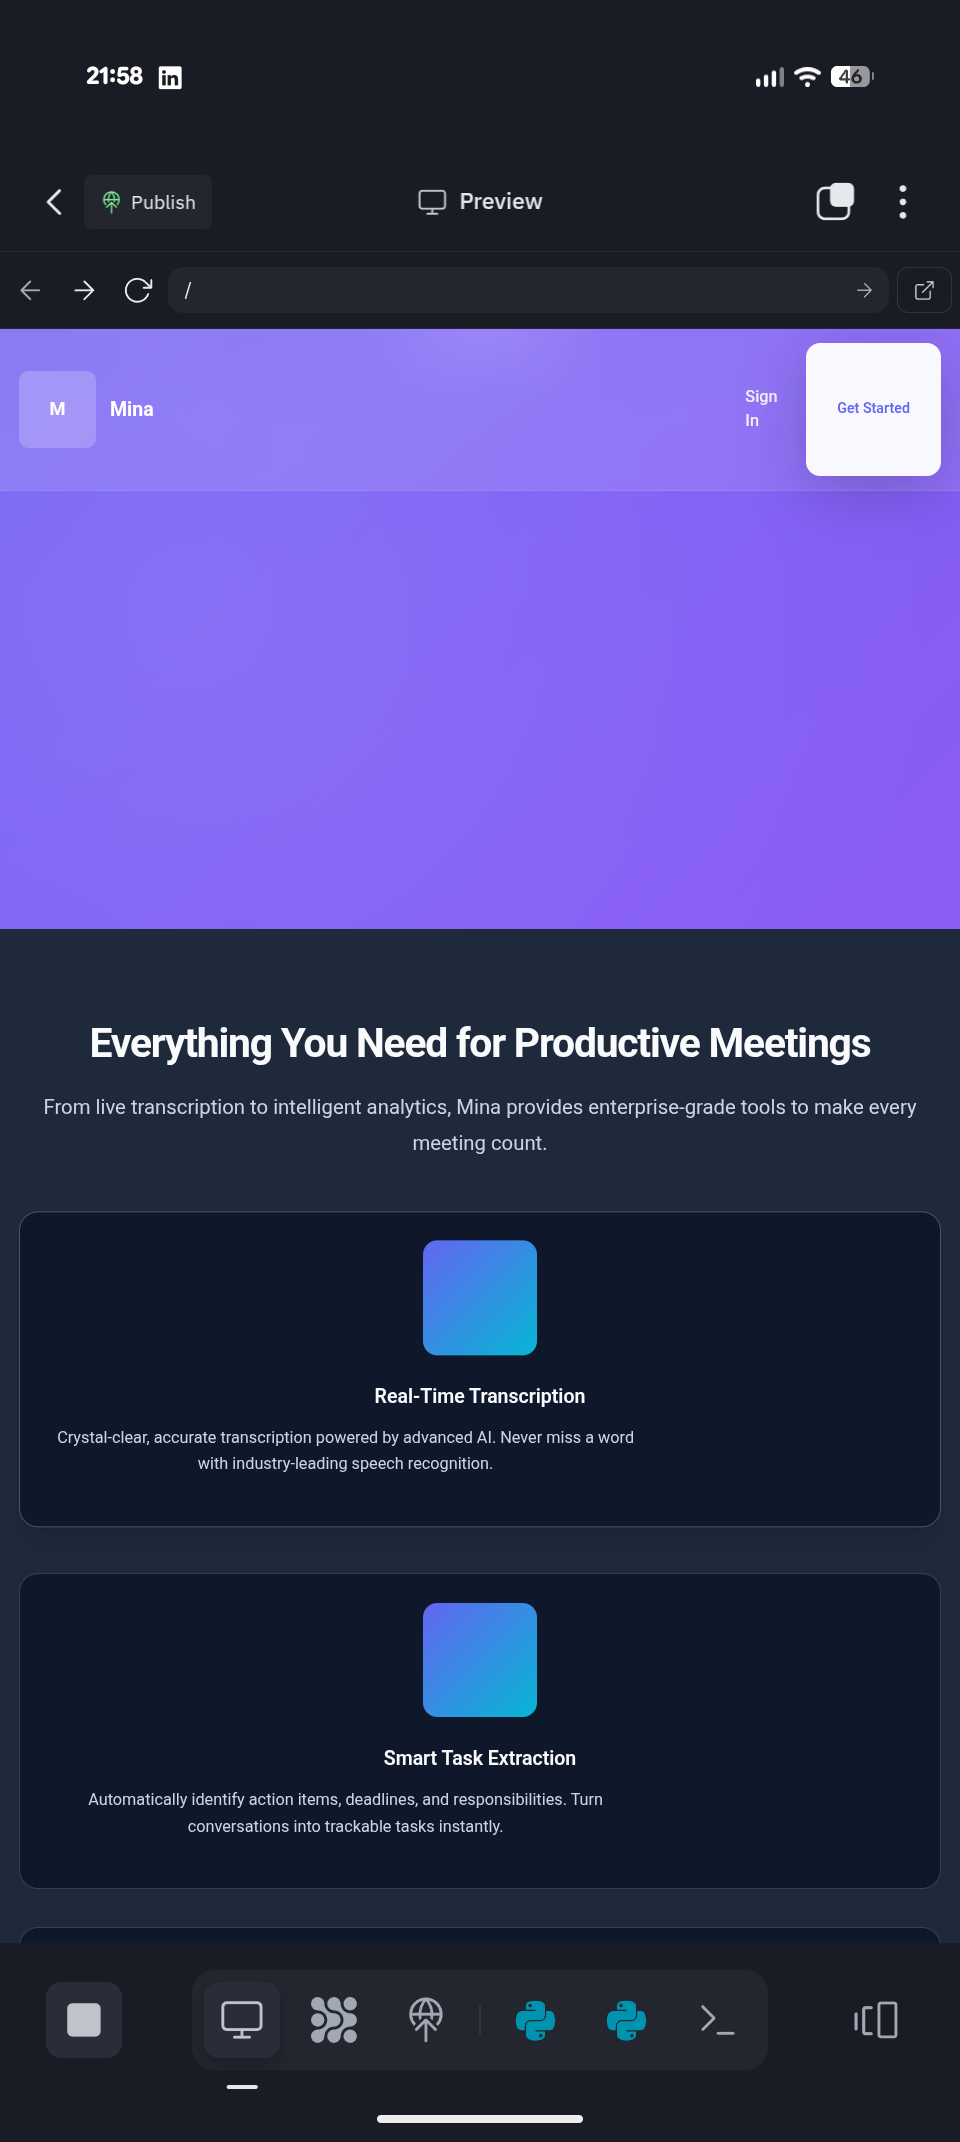 21:58 in 46
Publish Preview
/
M Mina Sign In Get Started
Everything You Need for Productive Meetings
From live transcription to intelligent analytics, Mina provides enterprise-grade tools to make every
meeting count.
Real-Time Transcription
Crystal-clear, accurate transcription powered by advanced AI. Never miss a word
with industry-leading speech recognition.
Smart Task Extraction
Automatically identify action items, deadlines, and responsibilities. Turn
conversations into trackable tasks instantly.